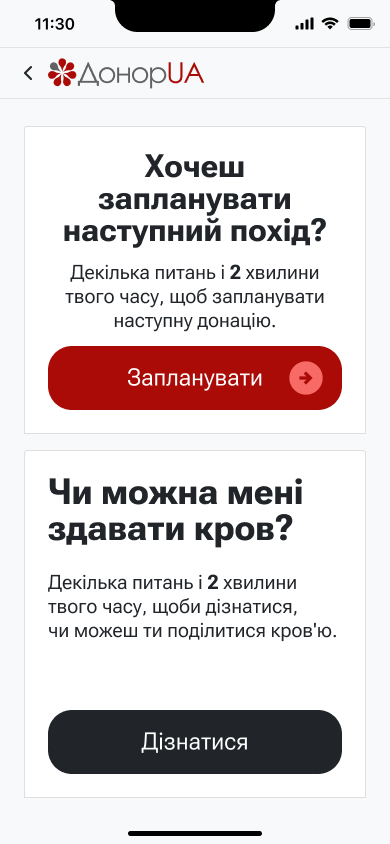 11:30
ДонорUA
Хочеш
запланувати
наступний похід?
Декілька питань і 2 хвилини
твого часу, щоб запланувати
наступну донацію.
Запланувати
Чи можна мені
здавати кров?
Декілька питань і 2 хвилини
твого часу, щоби дізнатися,
чи можеш ти поділитися кров'ю.
Дізнатися